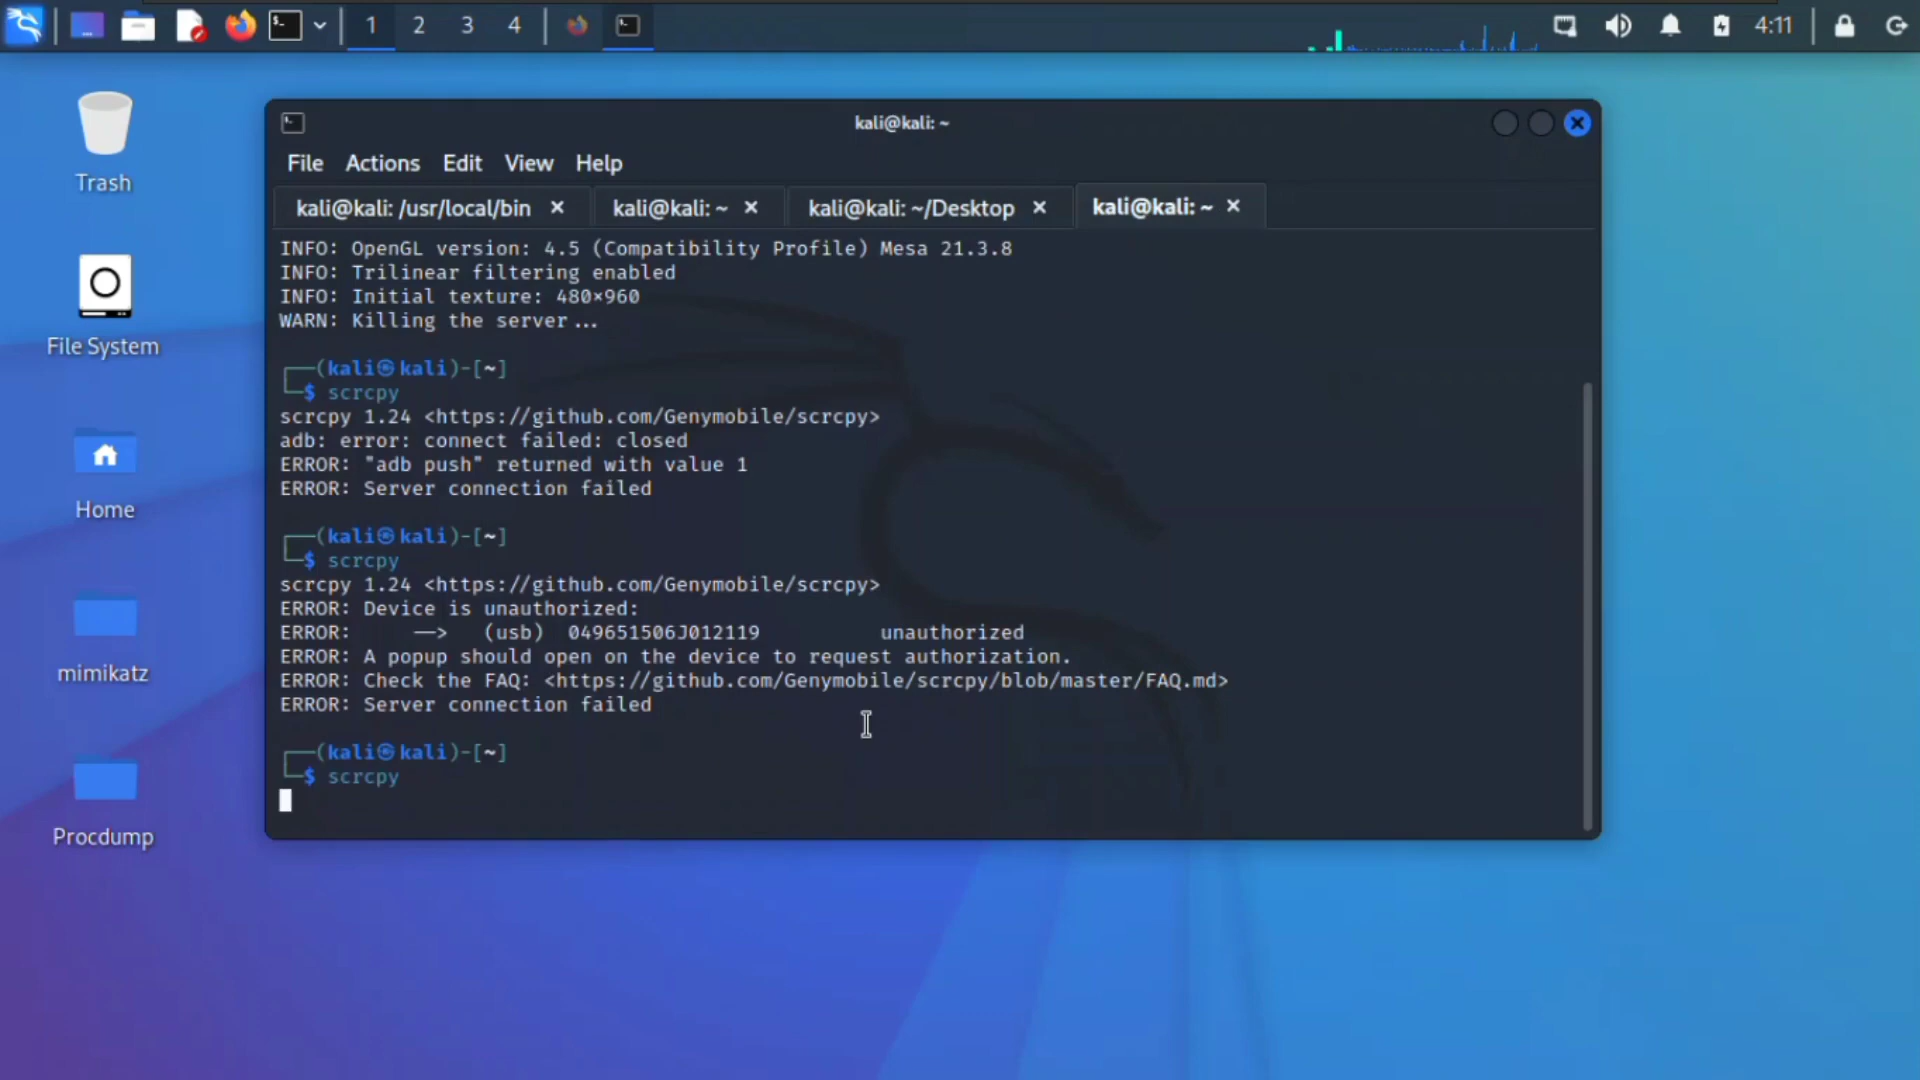 1 2 3 4 4:11
kali@kali: ~
File Actions Edit View Help
kali@kali: /usr/local/bin kali@kali: ~ kali@kali: ~/Desktop kali@kali: ~
INFO: OpenGL version: 4.5 (Compatibility Profile) Mesa 21.3.8
INFO: Trilinear filtering enabled
INFO: Initial texture: 480×960
WARN: Killing the server...
┌──(kali㉿kali)-[~]
└─$ scrcpy
scrcpy 1.24 <https://github.com/Genymobile/scrcpy>
adb: error: connect failed: closed
ERROR: "adb push" returned with value 1
ERROR: Server connection failed
┌──(kali㉿kali)-[~]
└─$ scrcpy
scrcpy 1.24 <https://github.com/Genymobile/scrcpy>
ERROR: Device is unauthorized:
ERROR: --> (usb) 049651506J012119 unauthorized
ERROR: A popup should open on the device to request authorization.
ERROR: Check the FAQ: <https://github.com/Genymobile/scrcpy/blob/master/FAQ.md>
ERROR: Server connection failed
┌──(kali㉿kali)-[~]
└─$ scrcpy
Trash
File System
Home
mimikatz
Procdump